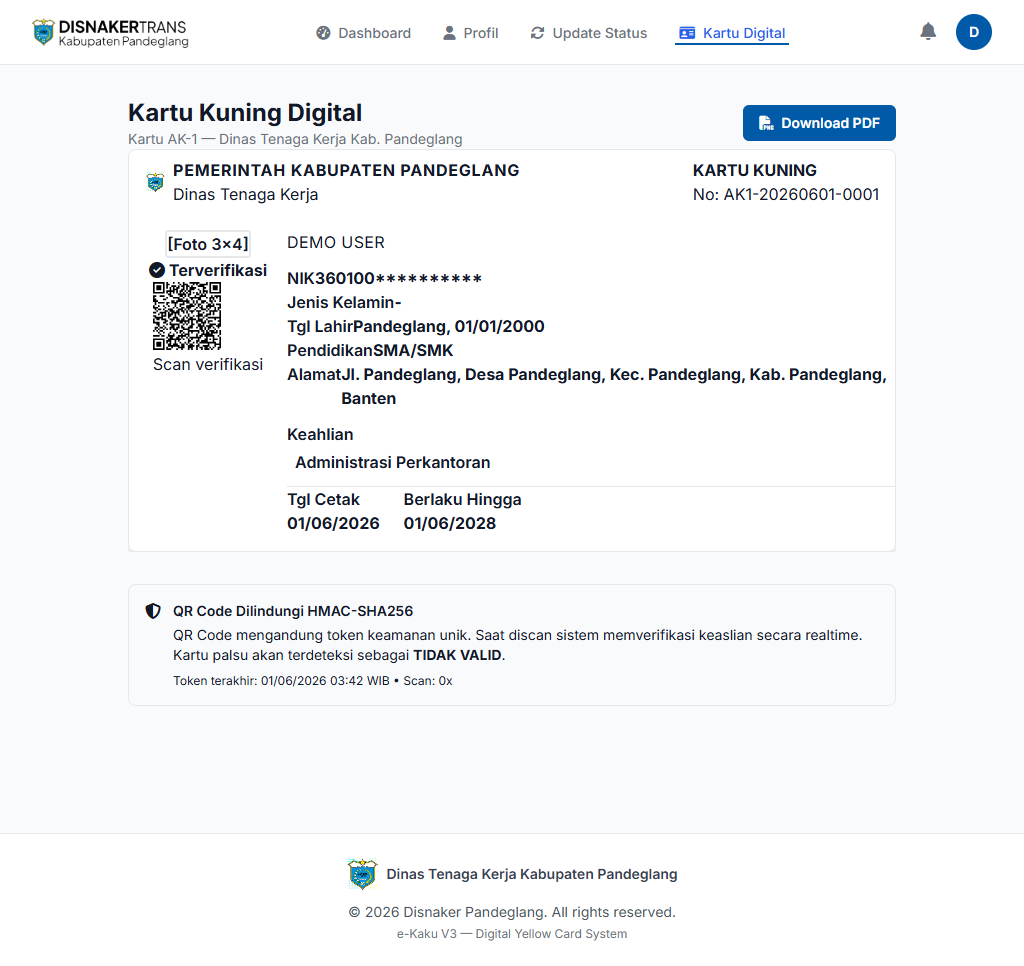 DISNAKERTRANS
Kabupaten Pandeglang
Dashboard
Profil
Update Status
Kartu Digital
D
Kartu Kuning Digital
Kartu AK-1 — Dinas Tenaga Kerja Kab. Pandeglang
Download PDF
PEMERINTAH KABUPATEN PANDEGLANG
Dinas Tenaga Kerja
KARTU KUNING
No: AK1-20260601-0001
[Foto 3×4]
Terverifikasi
Scan verifikasi
DEMO USER
NIK360100**********
Jenis Kelamin-
Tgl LahirPandeglang, 01/01/2000
PendidikanSMA/SMK
AlamatJl. Pandeglang, Desa Pandeglang, Kec. Pandeglang, Kab. Pandeglang,
Banten
Keahlian
Administrasi Perkantoran
Tgl Cetak
01/06/2026
Berlaku Hingga
01/06/2028
QR Code Dilindungi HMAC-SHA256
QR Code mengandung token keamanan unik. Saat discan sistem memverifikasi keaslian secara realtime.
Kartu palsu akan terdeteksi sebagai TIDAK VALID.
Token terakhir: 01/06/2026 03:42 WIB • Scan: 0x
Dinas Tenaga Kerja Kabupaten Pandeglang
© 2026 Disnaker Pandeglang. All rights reserved.
e-Kaku V3 — Digital Yellow Card System